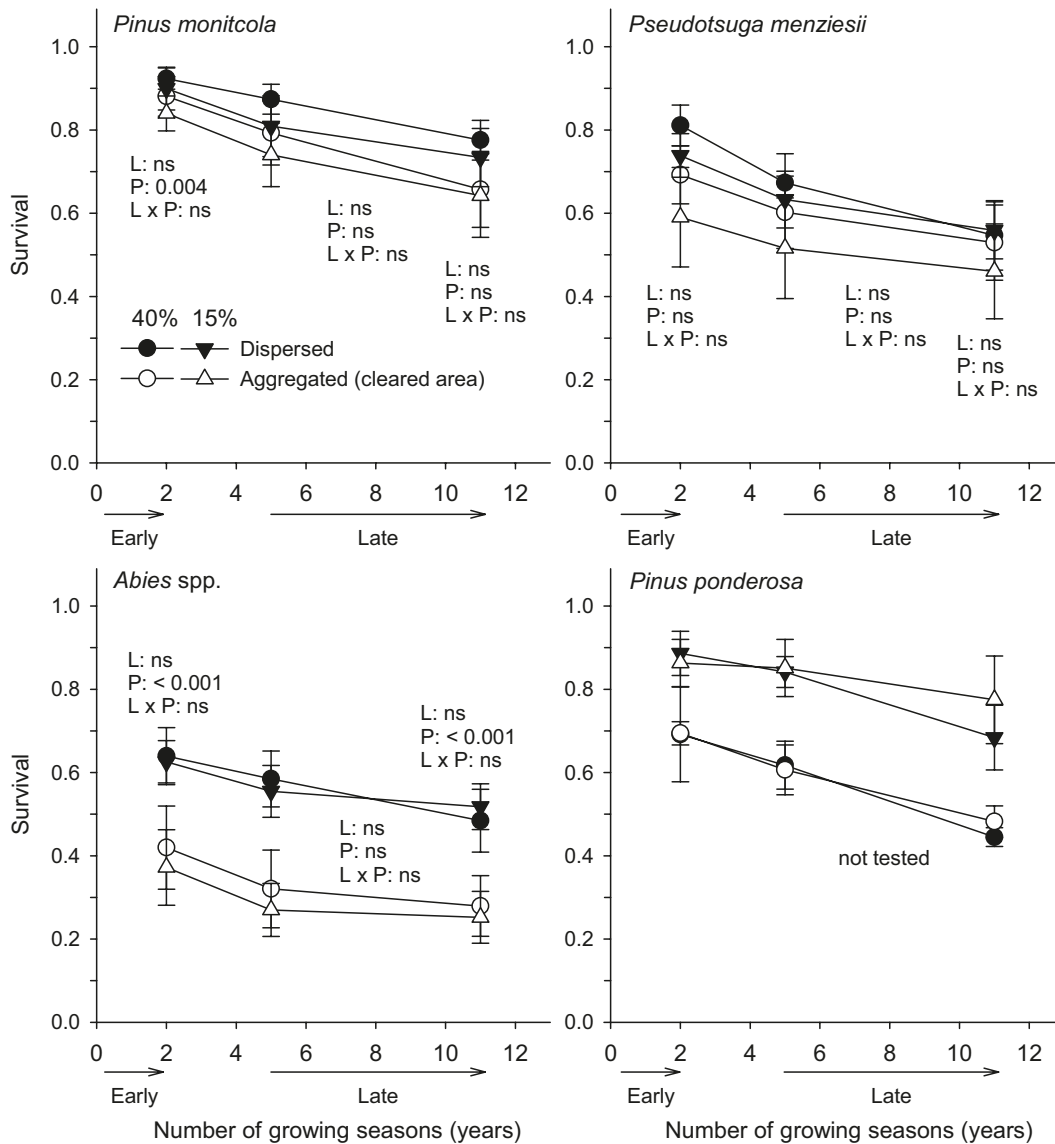 Pinus monitcola
Survival
1.0
0.8
0.6
0.4
0.2
0.0
L: ns
P: 0.004
L x P: ns
L: ns
P: ns
L x P: ns
L: ns
P: ns
L x P: ns
40% 15%
Dispersed
Aggregated (cleared area)
0 2 4 6 8 10 12
Early Late
Pseudotsuga menziesii
1.0
0.8
0.6
0.4
0.2
0.0
L: ns
P: ns
L x P: ns
L: ns
P: ns
L x P: ns
L: ns
P: ns
L x P: ns
0 2 4 6 8 10 12
Early Late
Abies spp.
Survival
1.0
0.8
0.6
0.4
0.2
0.0
L: ns
P: < 0.001
L x P: ns
L: ns
P: ns
L x P: ns
L: ns
P: < 0.001
L x P: ns
0 2 4 6 8 10 12
Early Late
Number of growing seasons (years)
Pinus ponderosa
1.0
0.8
0.6
0.4
0.2
0.0
not tested
0 2 4 6 8 10 12
Early Late
Number of growing seasons (years)